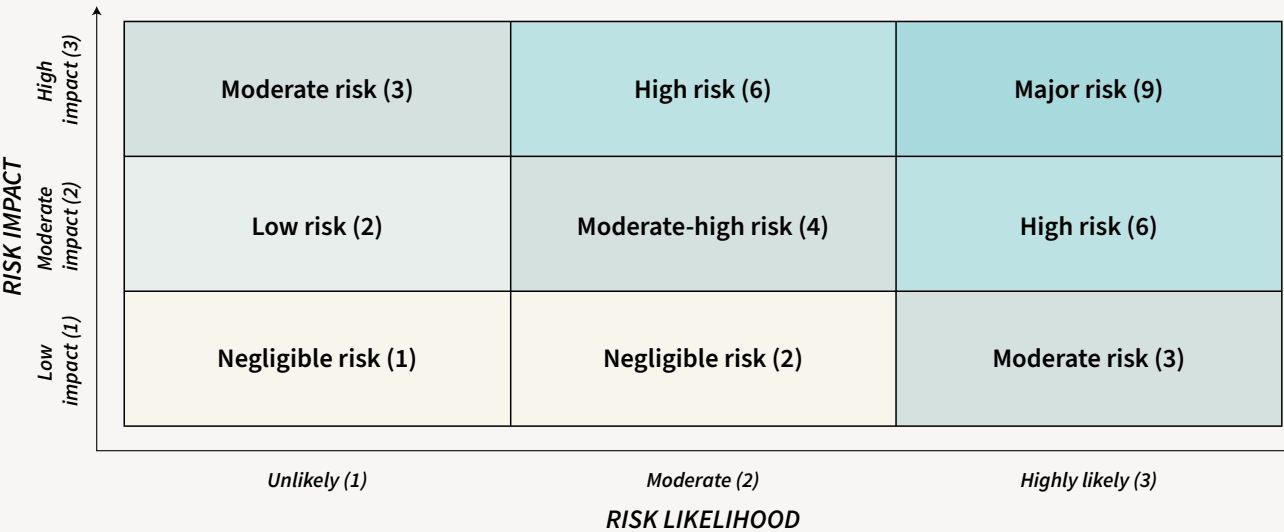 RISK IMPACT
High
impact (3)
Moderate risk (3)
High risk (6)
Major risk (9)
Moderate
impact (2)
Low risk (2)
Moderate-high risk (4)
High risk (6)
Low
impact (1)
Negligible risk (1)
Negligible risk (2)
Moderate risk (3)
Unlikely (1)
Moderate (2)
Highly likely (3)
RISK LIKELIHOOD